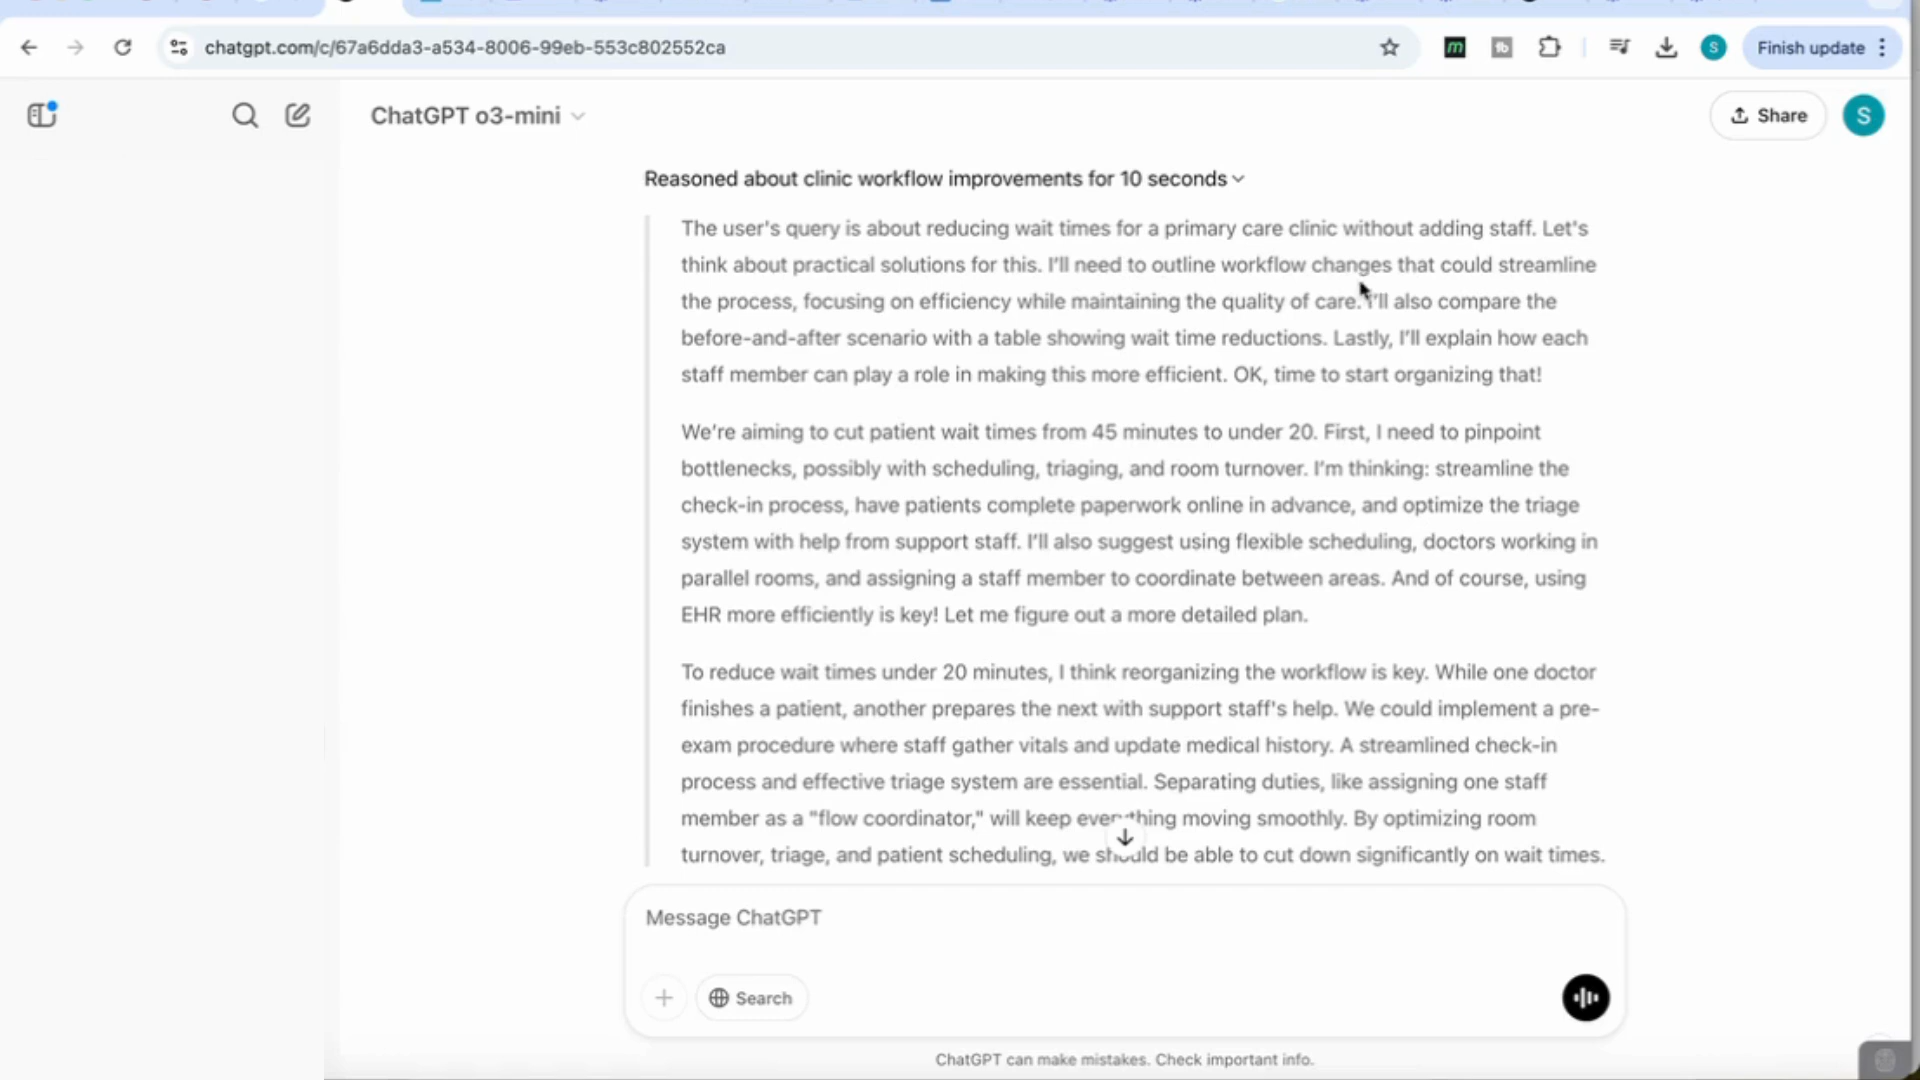 chatgpt.com/c/67a6dda3-a534-8006-99eb-553c802552ca
Finish update
ChatGPT o3-mini
Share
S
Reasoned about clinic workflow improvements for 10 seconds
The user's query is about reducing wait times for a primary care clinic without adding staff. Let's
think about practical solutions for this. I'll need to outline workflow changes that could streamline
the process, focusing on efficiency while maintaining the quality of care. I'll also compare the
before-and-after scenario with a table showing wait time reductions. Lastly, I'll explain how each
staff member can play a role in making this more efficient. OK, time to start organizing that!
We're aiming to cut patient wait times from 45 minutes to under 20. First, I need to pinpoint
bottlenecks, possibly with scheduling, triaging, and room turnover. I'm thinking: streamline the
check-in process, have patients complete paperwork online in advance, and optimize the triage
system with help from support staff. I'll also suggest using flexible scheduling, doctors working in
parallel rooms, and assigning a staff member to coordinate between areas. And of course, using
EHR more efficiently is key! Let me figure out a more detailed plan.
To reduce wait times under 20 minutes, I think reorganizing the workflow is key. While one doctor
finishes a patient, another prepares the next with support staff's help. We could implement a pre-
exam procedure where staff gather vitals and update medical history. A streamlined check-in
process and effective triage system are essential. Separating duties, like assigning one staff
member as a "flow coordinator," will keep everything moving smoothly. By optimizing room
turnover, triage, and patient scheduling, we should be able to cut down significantly on wait times.
Message ChatGPT
Search
ChatGPT can make mistakes. Check important info.